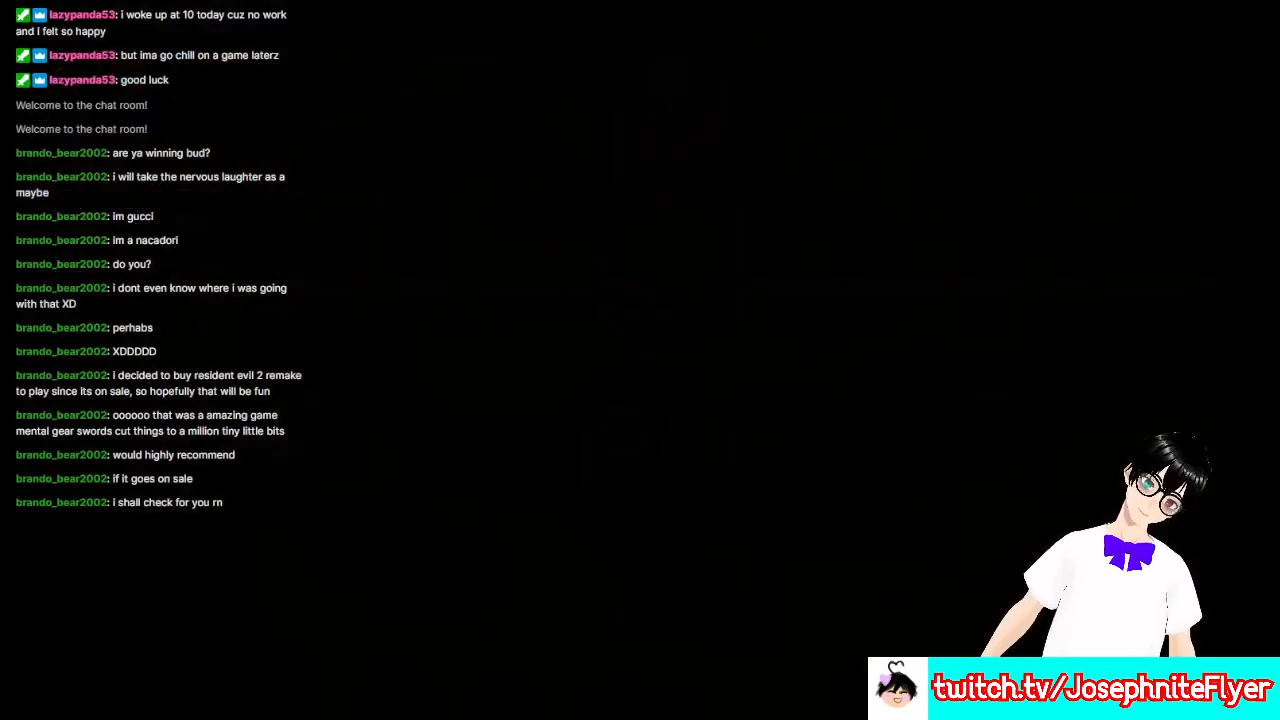 lazypanda53: i woke up at 10 today cuz no work
and i felt so happy
lazypanda53: but ima go chill on a game laterz
lazypanda53: good luck
Welcome to the chat room!
Welcome to the chat room!
brando_bear2002: are ya winning bud?
brando_bear2002: i will take the nervous laughter as a
maybe
brando_bear2002: im gucci
brando_bear2002: im a nacadori
brando_bear2002: do you?
brando_bear2002: i dont even know where i was going
with that XD
brando_bear2002: perhabs
brando_bear2002: XDDDDD
brando_bear2002: i decided to buy resident evil 2 remake
to play since its on sale, so hopefully that will be fun
brando_bear2002: oooooo that was a amazing game
mental gear swords cut things to a million tiny little bits
brando_bear2002: would highly recommend
brando_bear2002: if it goes on sale
brando_bear2002: i shall check for you rn
twitch.tv/JosephniteFlyer